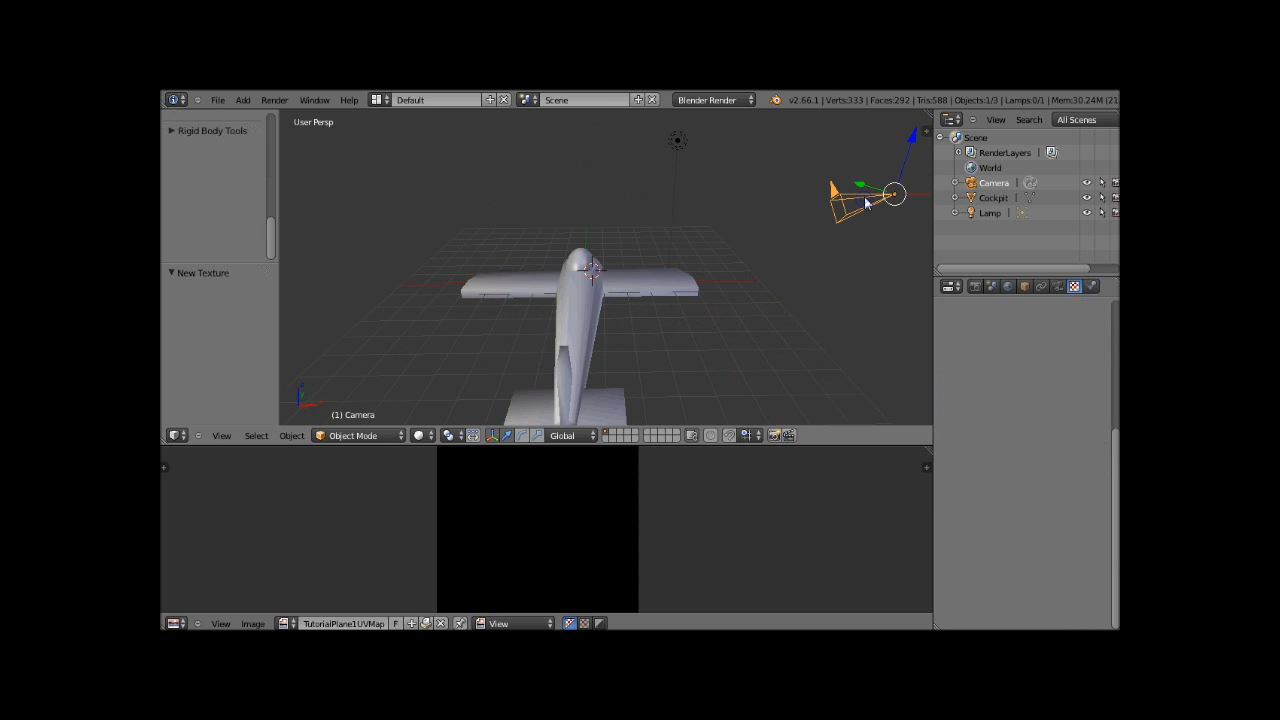 File Add Render Window Help Default Scene Blender Render v2.66.1 | Verts:333 | Faces:292 | Tris:588 | Objects:1/3 | Lamps:0/1 | Mem:30.24M (21
View Search All Scenes
User Persp
Rigid Body Tools
Scene
RenderLayers
World
Camera
Cockpit
Lamp
New Texture
(1) Camera
View Select Object Object Mode Global
View Image TutorialPlane1UVMap F View